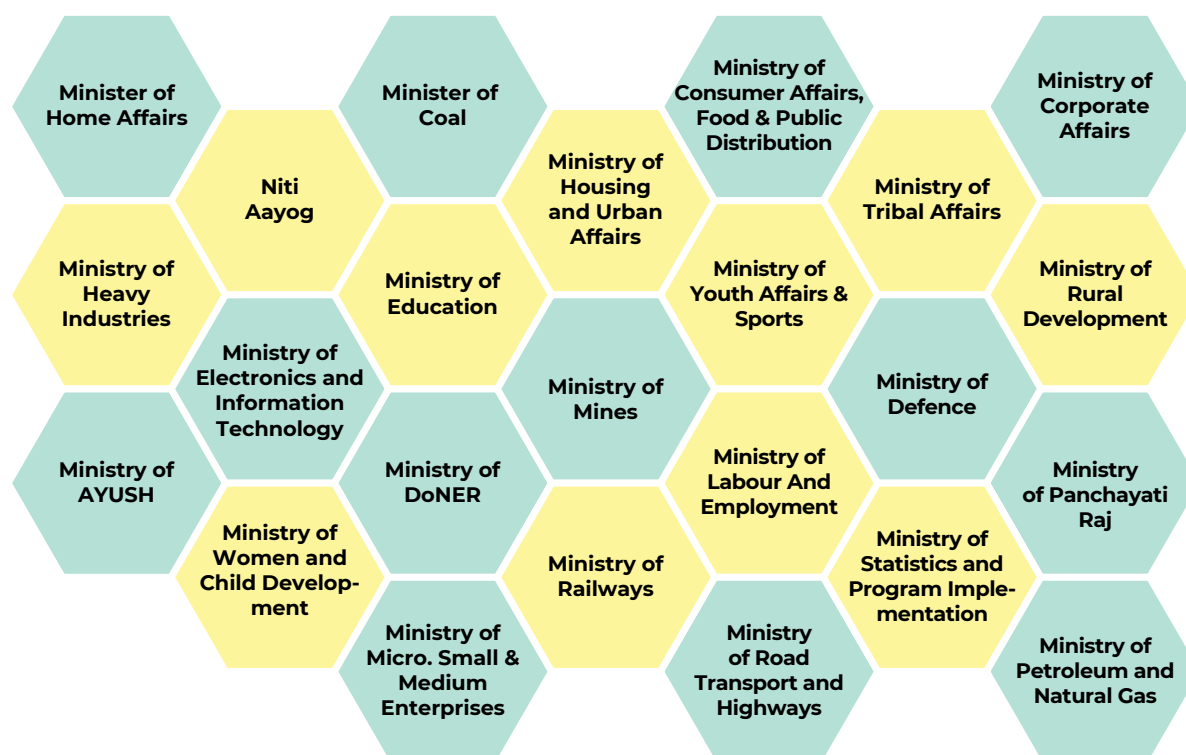 Minister of
Home Affairs
Minister of
Coal
Ministry of
Consumer Affairs,
Food & Public
Distribution
Ministry of
Corporate
Affairs
Niti
Aayog
Ministry of
Housing
and Urban
Affairs
Ministry of
Tribal Affairs
Ministry of
Heavy
Industries
Ministry of
Education
Ministry of
Youth Affairs &
Sports
Ministry of
Rural
Development
Ministry of
Electronics and
Information
Technology
Ministry of
Mines
Ministry of
Defence
Ministry of
AYUSH
Ministry of
DoNER
Ministry of
Labour And
Employment
Ministry
of Panchayati
Raj
Ministry of
Women and
Child Develop-
ment
Ministry of
Railways
Ministry of
Statistics and
Program Imple-
mentation
Ministry of
Micro. Small &
Medium
Enterprises
Ministry
of Road
Transport and
Highways
Ministry of
Petroleum and
Natural Gas